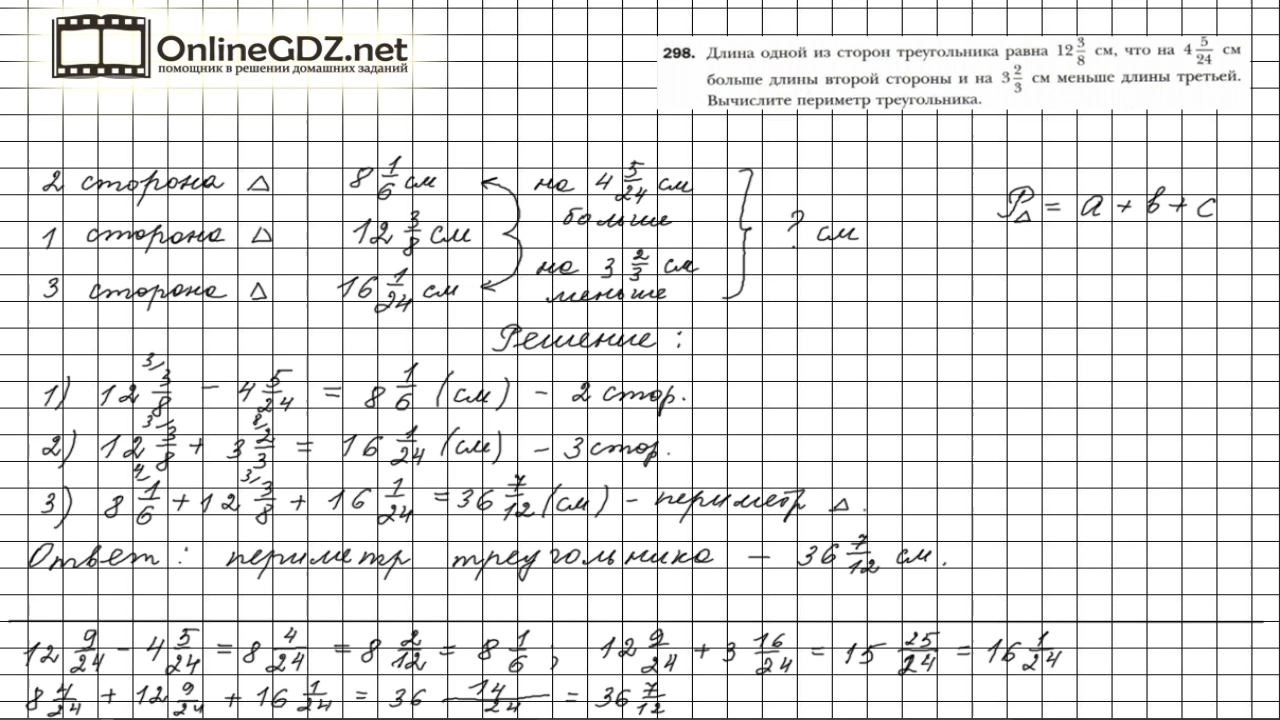 OnlineGDZ.net
помощник в решении домашних заданий
298. Длина одной из сторон треугольника равна 12 3/8 см, что на 4 5/24 см
больше длины второй стороны и на 3 2/3 см меньше длины третьей.
Вычислите периметр треугольника.
2 сторона △ 8 1/6 см на 4 5/24 см
больше
1 сторона △ 12 3/8 см
на 3 2/3 см
3 сторона △ 16 1/24 см меньше
? см
P△ = a + b + c
Решение:
1) 12 3/8 - 4 5/24 = 8 1/6 (см) - 2 стор.
2) 12 3/8 + 3 2/3 = 16 1/24 (см) - 3 стор.
3) 8 1/6 + 12 3/8 + 16 1/24 = 36 7/12 (см) - периметр △.
Ответ: периметр треугольника - 36 7/12 см.
12 9/24 - 4 5/24 = 8 4/24 = 8 2/12 = 8 1/6 ; 12 9/24 + 3 16/24 = 15 25/24 = 16 1/24
8 4/24 + 12 9/24 + 16 1/24 = 36 14/24 = 36 7/12